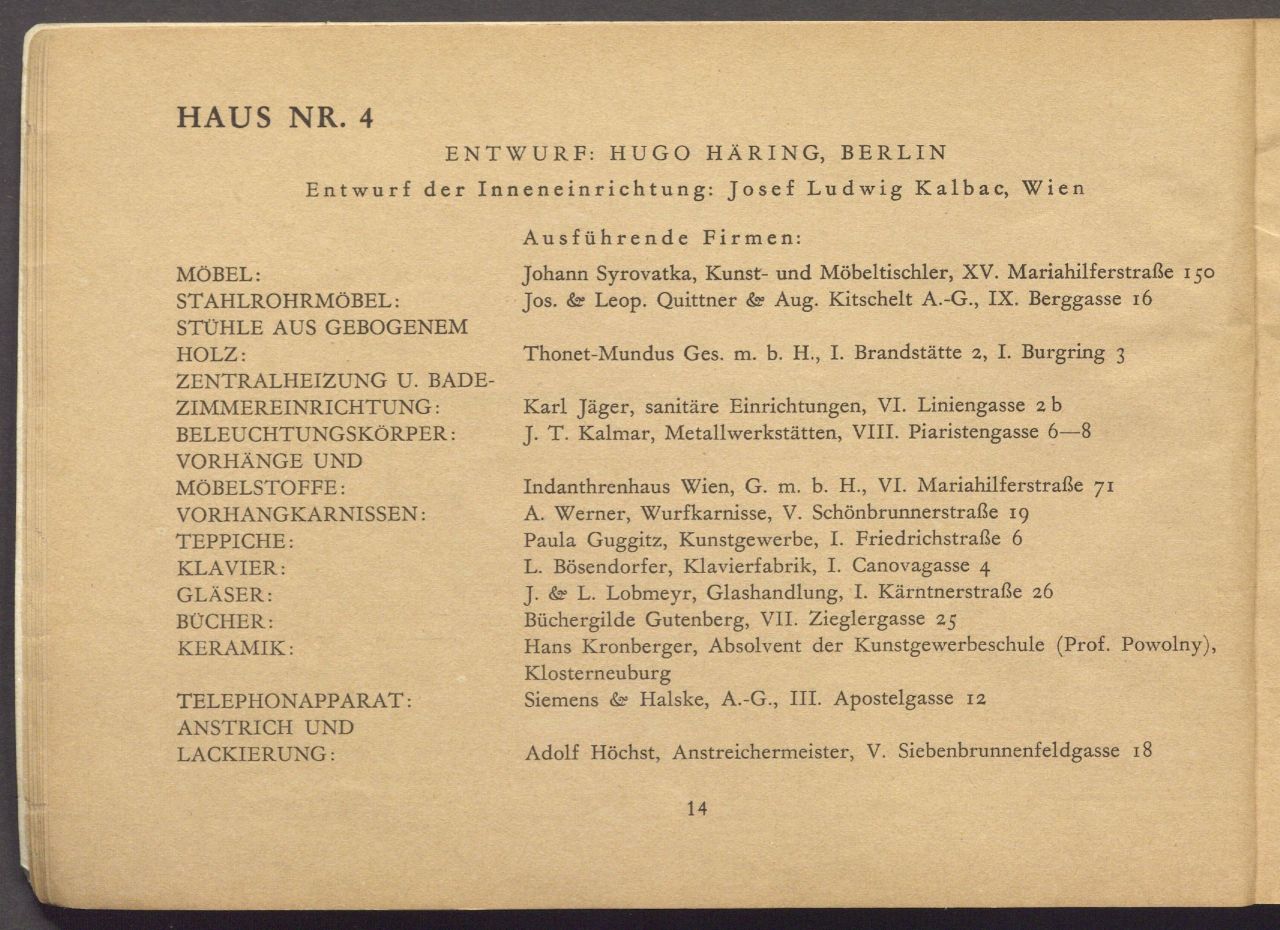 HAUS NR. 4
ENTWURF: HUGO HÄRING, BERLIN
Entwurf der Inneneinrichtung: Josef Ludwig Kalbac, Wien
Ausführende Firmen:
MÖBEL: Johann Syrovatka, Kunst- und Möbeltischler, XV. Mariahilferstraße 150
STAHLROHRMÖBEL: Jos. & Leop. Quittner & Aug. Kitschelt A.-G., IX. Berggasse 16
STÜHLE AUS GEBOGENEM
HOLZ: Thonet-Mundus Ges. m. b. H., I. Brandstätte 2, I. Burgring 3
ZENTRALHEIZUNG U. BADE-
ZIMMEREINRICHTUNG: Karl Jäger, sanitäre Einrichtungen, VI. Liniengasse 2 b
BELEUCHTUNGSKÖRPER: J. T. Kalmar, Metallwerkstätten, VIII. Piaristengasse 6—8
VORHÄNGE UND
MÖBELSTOFFE: Indanthrenhaus Wien, G. m. b. H., VI. Mariahilferstraße 71
VORHANGKARNISSEN: A. Werner, Wurfkarnisse, V. Schönbrunnerstraße 19
TEPPICHE: Paula Guggitz, Kunstgewerbe, I. Friedrichstraße 6
KLAVIER: L. Bösendorfer, Klavierfabrik, I. Canovagasse 4
GLÄSER: J. & L. Lobmeyr, Glashandlung, I. Kärntnerstraße 26
BÜCHER: Büchergilde Gutenberg, VII. Zieglergasse 25
KERAMIK: Hans Kronberger, Absolvent der Kunstgewerbeschule (Prof. Powolny),
Klosterneuburg
TELEPHONAPPARAT: Siemens & Halske, A.-G., III. Apostelgasse 12
ANSTRICH UND
LACKIERUNG: Adolf Höchst, Anstreichermeister, V. Siebenbrunnenfeldgasse 18
14